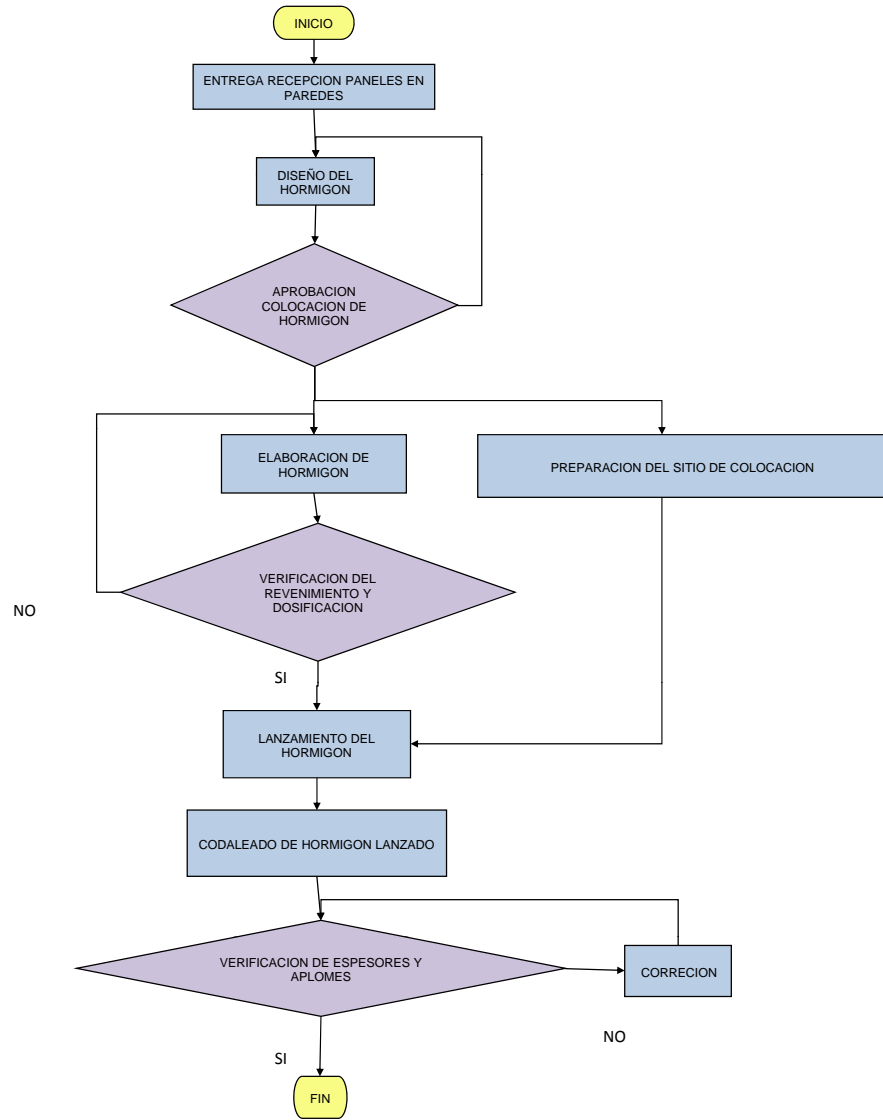 INICIO
ENTREGA RECEPCION PANELES EN
PAREDES
DISEÑO DEL
HORMIGON
APROBACION
COLOCACION DE
HORMIGON
ELABORACION DE
HORMIGON
PREPARACION DEL SITIO DE COLOCACION
VERIFICACION DEL
REVENIMIENTO Y
DOSIFICACION
NO
SI
LANZAMIENTO DEL
HORMIGON
CODALEADO DE HORMIGON LANZADO
VERIFICACION DE ESPESORES Y
APLOMES
CORRECION
NO
SI
FIN